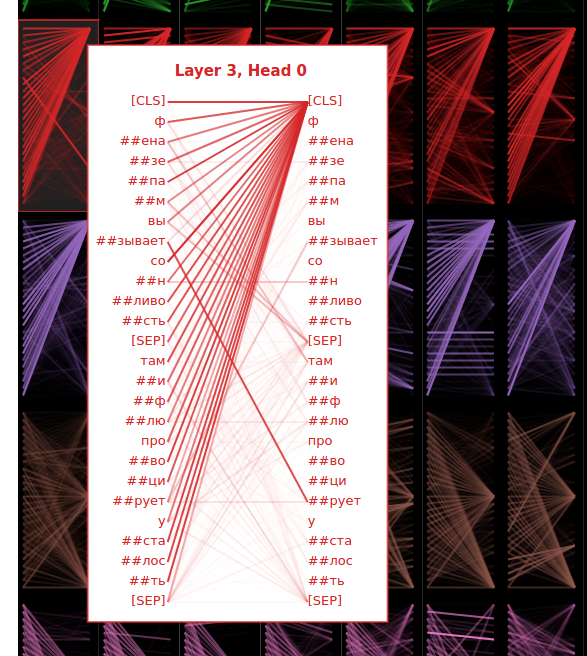 Layer 3, Head 0
[CLS] [CLS]
ф ф
##ена ##ена
##зе ##зе
##па ##па
##м ##м
вы вы
##зывает ##зывает
со со
##н ##н
##ливо ##ливо
##сть ##сть
[SEP] [SEP]
там там
##и ##и
##ф ##ф
##лю ##лю
про про
##во ##во
##ци ##ци
##рует ##рует
у у
##ста ##ста
##лос ##лос
##ть ##ть
[SEP] [SEP]